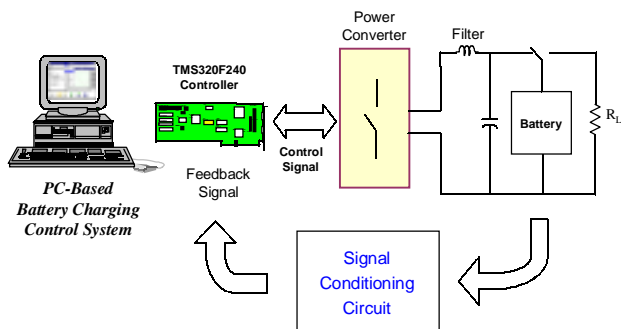 Power
Converter
Filter
TMS320F240
Controller
Battery
R_L
Control
Signal
Feedback
Signal
PC-Based
Battery Charging
Control System
Signal
Conditioning
Circuit